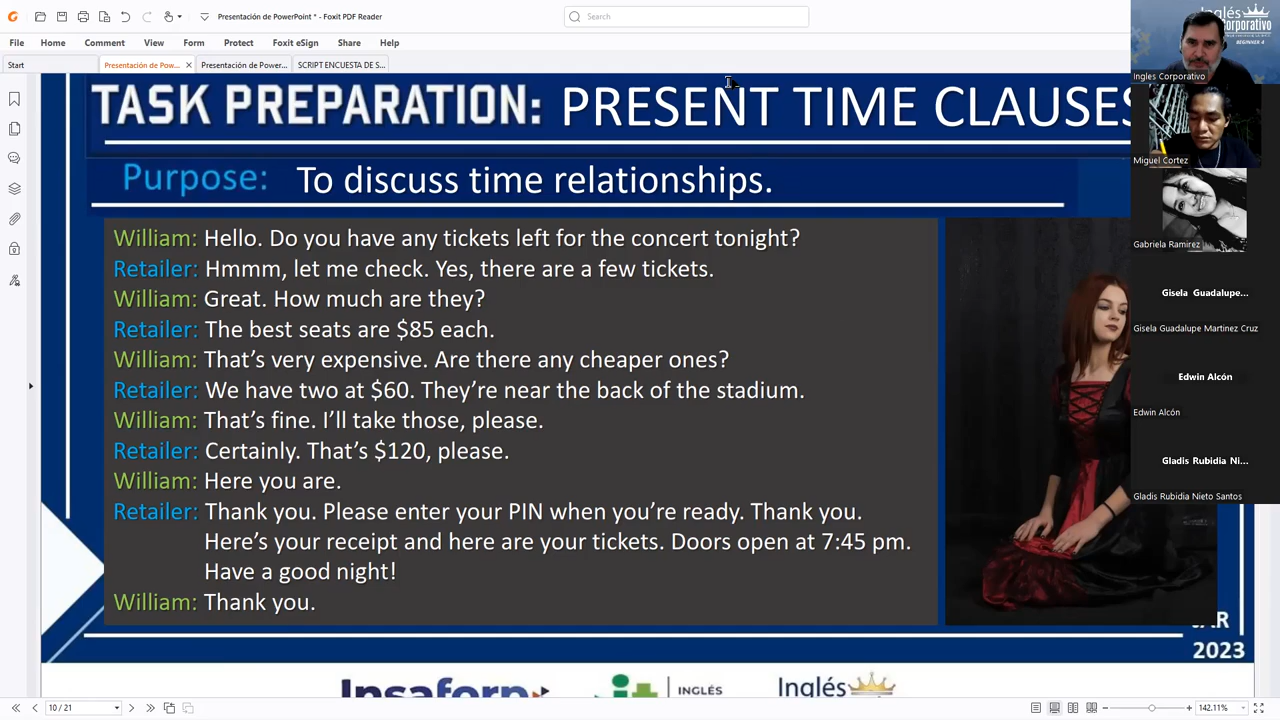 Presentación de PowerPoint * - Foxit PDF Reader
Search
File Home Comment View Form Protect Foxit eSign Share Help
Start
Presentación de Pow... ×
Presentación de Power...
SCRIPT ENCUESTA DE S...
TASK PREPARATION: PRESENT TIME CLAUSES
Purpose: To discuss time relationships.
William: Hello. Do you have any tickets left for the concert tonight?
Retailer: Hmmm, let me check. Yes, there are a few tickets.
William: Great. How much are they?
Retailer: The best seats are $85 each.
William: That’s very expensive. Are there any cheaper ones?
Retailer: We have two at $60. They’re near the back of the stadium.
William: That’s fine. I’ll take those, please.
Retailer: Certainly. That’s $120, please.
William: Here you are.
Retailer: Thank you. Please enter your PIN when you’re ready. Thank you.
Here’s your receipt and here are your tickets. Doors open at 7:45 pm.
Have a good night!
William: Thank you.
2023
Insaforp
INGLÉS
Inglés
Inglés
Corporativo
BEGINNER 4
Ingles Corporativo
Miguel Cortez
Gabriela Ramirez
Gisela Guadalupe...
Gisela Guadalupe Martinez Cruz
Edwin Alcón
Edwin Alcón
Gladis Rubidia Ni...
Gladis Rubidia Nieto Santos
10 / 21
142.11%